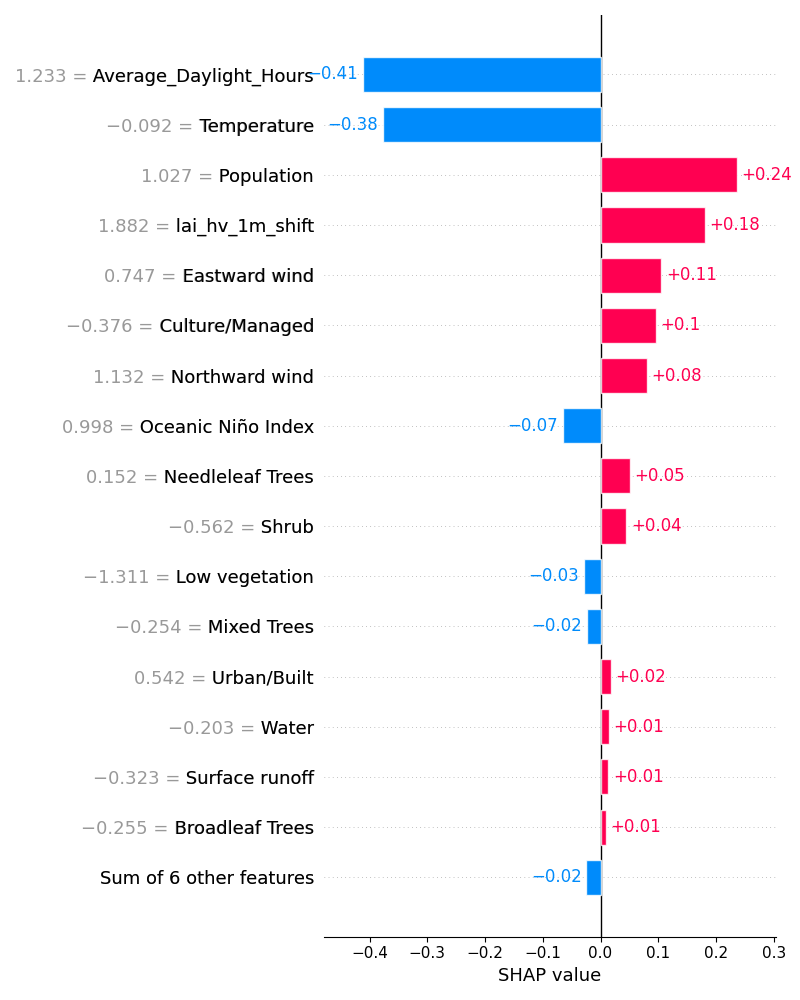 1.233 = Average_Daylight_Hours −0.41
−0.092 = Temperature −0.38
1.027 = Population +0.24
1.882 = lai_hv_1m_shift +0.18
0.747 = Eastward wind +0.11
−0.376 = Culture/Managed +0.1
1.132 = Northward wind +0.08
0.998 = Oceanic Niño Index −0.07
0.152 = Needleleaf Trees +0.05
−0.562 = Shrub +0.04
−1.311 = Low vegetation −0.03
−0.254 = Mixed Trees −0.02
0.542 = Urban/Built +0.02
−0.203 = Water +0.01
−0.323 = Surface runoff +0.01
−0.255 = Broadleaf Trees +0.01
Sum of 6 other features −0.02
−0.4 −0.3 −0.2 −0.1 0.0 0.1 0.2 0.3
SHAP value